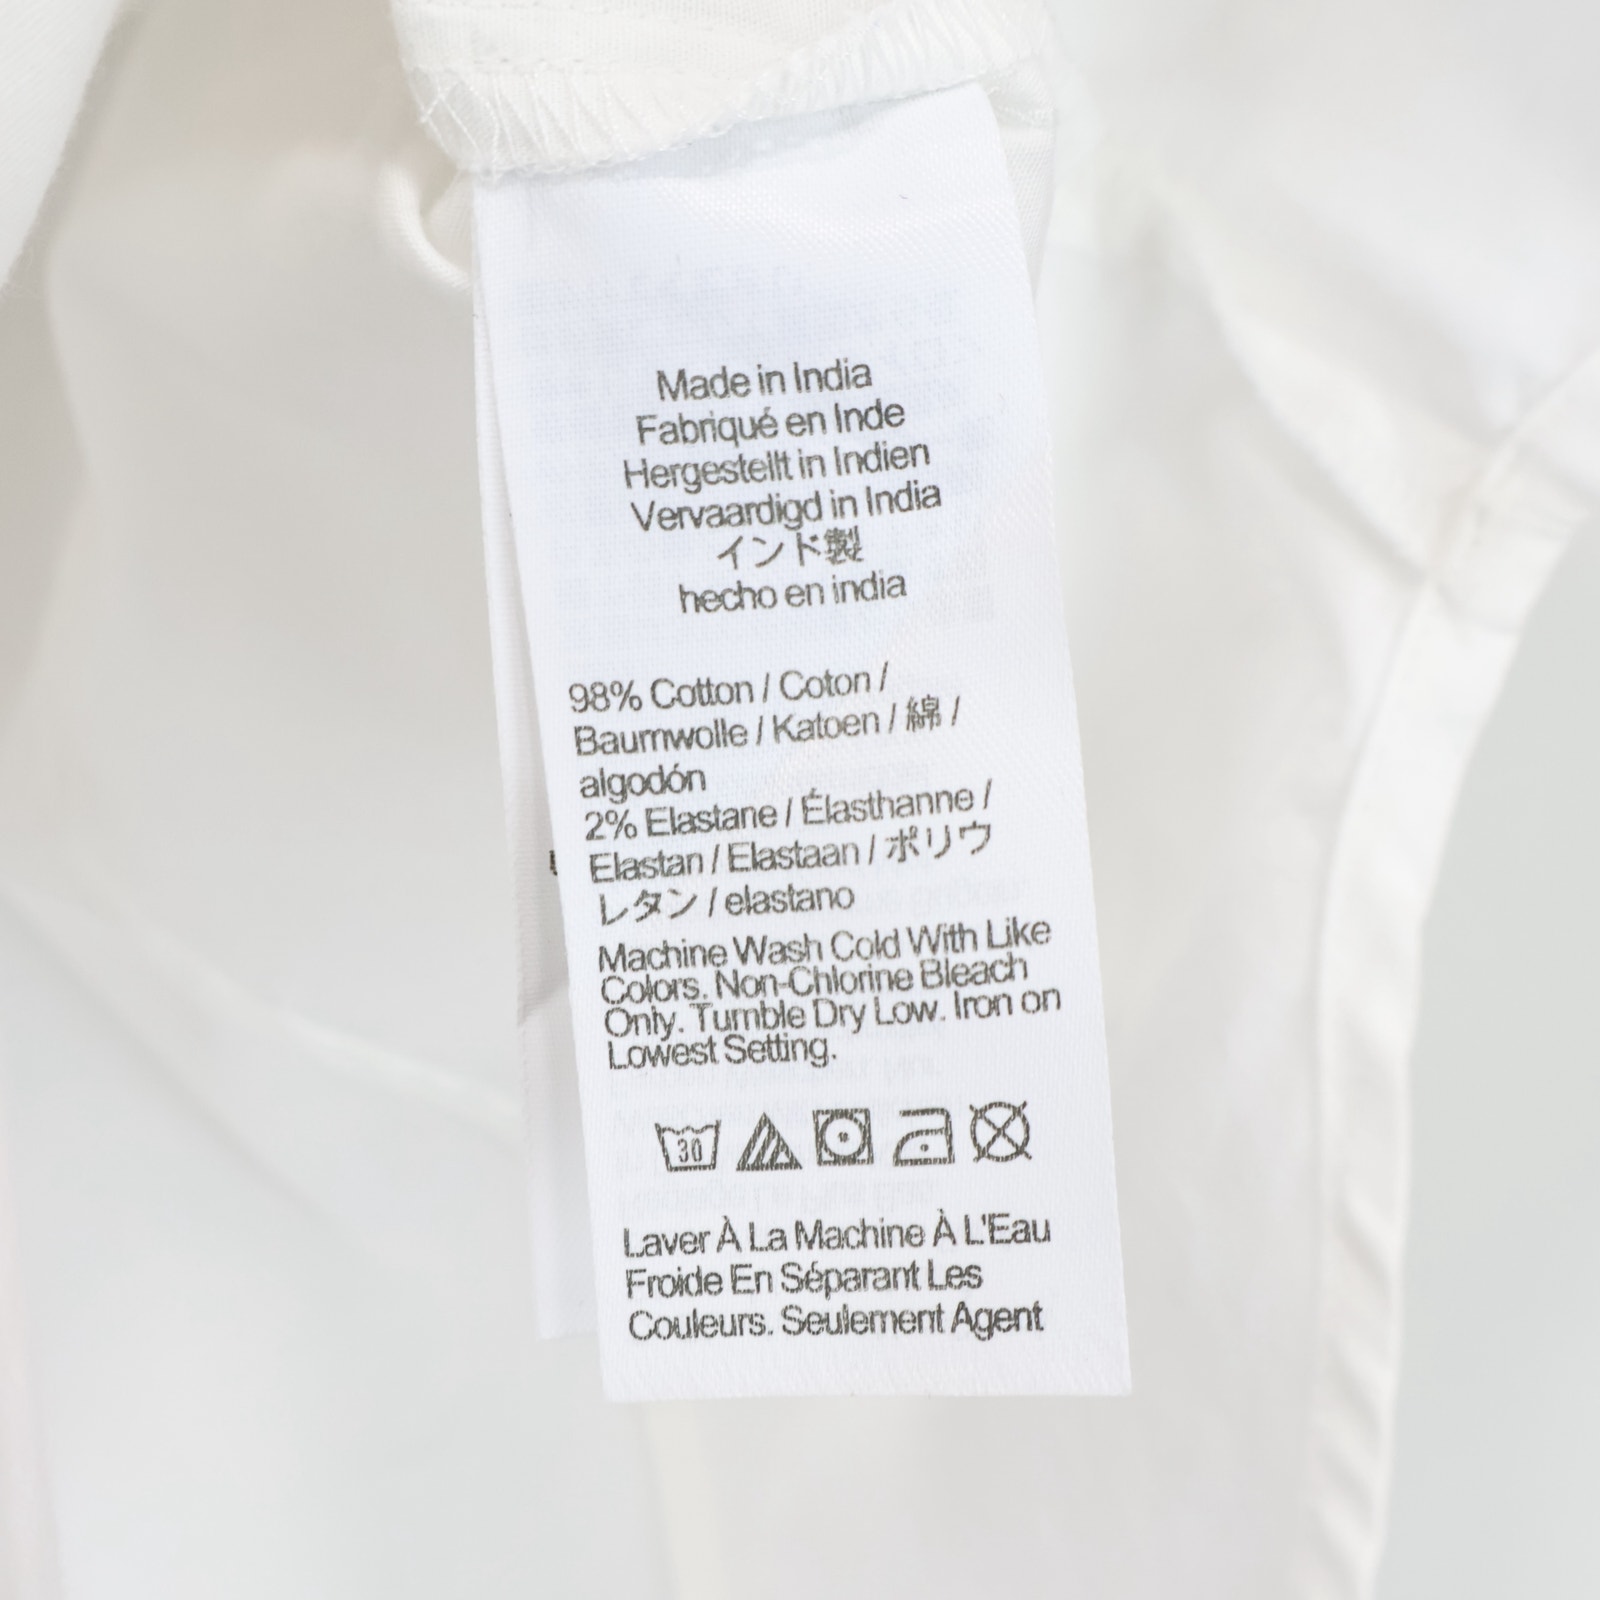 Made in India
Fabriqué en Inde
Hergestellt in Indien
Vervaardigd in India
インド製
hecho en india
98% Cotton / Coton /
Baumwolle / Katoen / 綿 /
algodón
2% Elastane / Élasthanne /
Elastan / Elastaan / ポリウ
レタン / elastano
Machine Wash Cold With Like
Colors. Non-Chlorine Bleach
Only. Tumble Dry Low. Iron on
Lowest Setting.
30
Laver À La Machine À L'Eau
Froide En Séparant Les
Couleurs. Seulement Agent